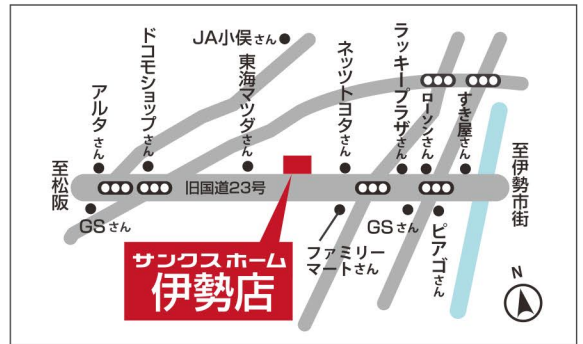 JA小俣さん
ドコモショップさん
アルタさん
東海マツダさん
ネッツトヨタさん
ラッキープラザさん
ローソンさん
すき屋さん
至松阪
旧国道23号
至伊勢市街
GSさん
ファミリー
マートさん
GSさん
ピアゴさん
サンクスホーム
伊勢店
N